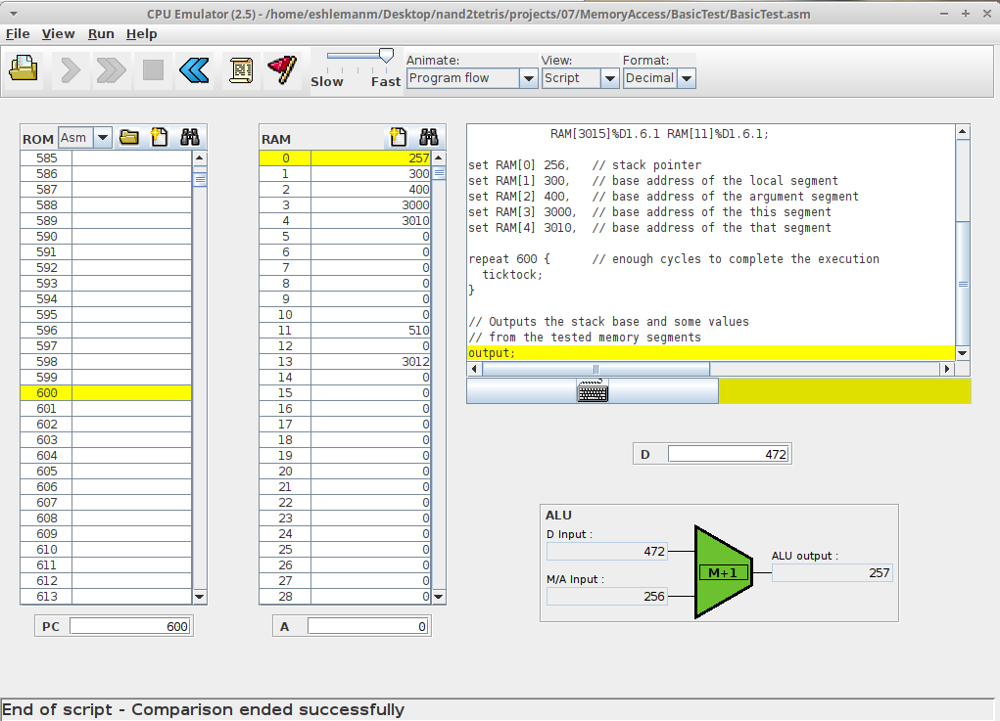 CPU Emulator (2.5) - /home/eshlemanm/Desktop/nand2tetris/projects/07/MemoryAccess/BasicTest/BasicTest.asm
File View Run Help
Slow Fast
Animate: View: Format:
Program flow Script Decimal
ROM Asm
585
586
587
588
589
590
591
592
593
594
595
596
597
598
599
600
601
602
603
604
605
606
607
608
609
610
611
612
613
PC 600
RAM
0 257
1 300
2 400
3 3000
4 3010
5 0
6 0
7 0
8 0
9 0
10 0
11 510
12 0
13 3012
14 0
15 0
16 0
17 0
18 0
19 0
20 0
21 0
22 0
23 0
24 0
25 0
26 0
27 0
28 0
A 0
RAM[3015]%D1.6.1 RAM[11]%D1.6.1;
set RAM[0] 256, // stack pointer
set RAM[1] 300, // base address of the local segment
set RAM[2] 400, // base address of the argument segment
set RAM[3] 3000, // base address of the this segment
set RAM[4] 3010, // base address of the that segment
repeat 600 { // enough cycles to complete the execution
ticktock;
}
// Outputs the stack base and some values
// from the tested memory segments
output;
D 472
ALU
D Input :
472
M/A Input :
256
M+1
ALU output :
257
End of script - Comparison ended successfully